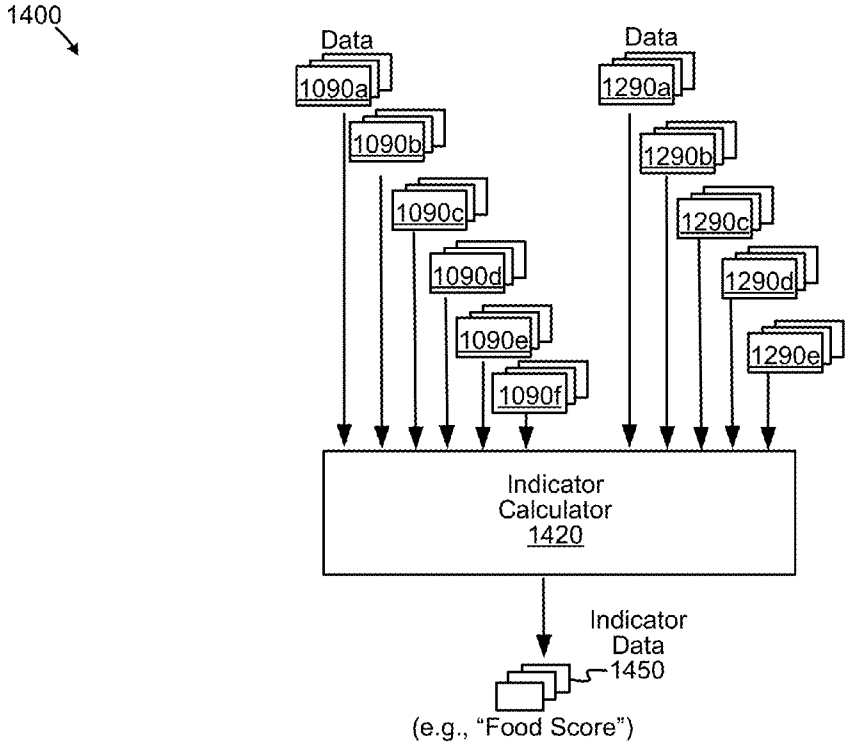 1400
Data
Data
1090a
1290a
1090b
1290b
1090c
1290c
1090d
1290d
1090e
1290e
1090f
Indicator
Calculator
1420
Indicator
Data
1450
(e.g., “Food Score”)